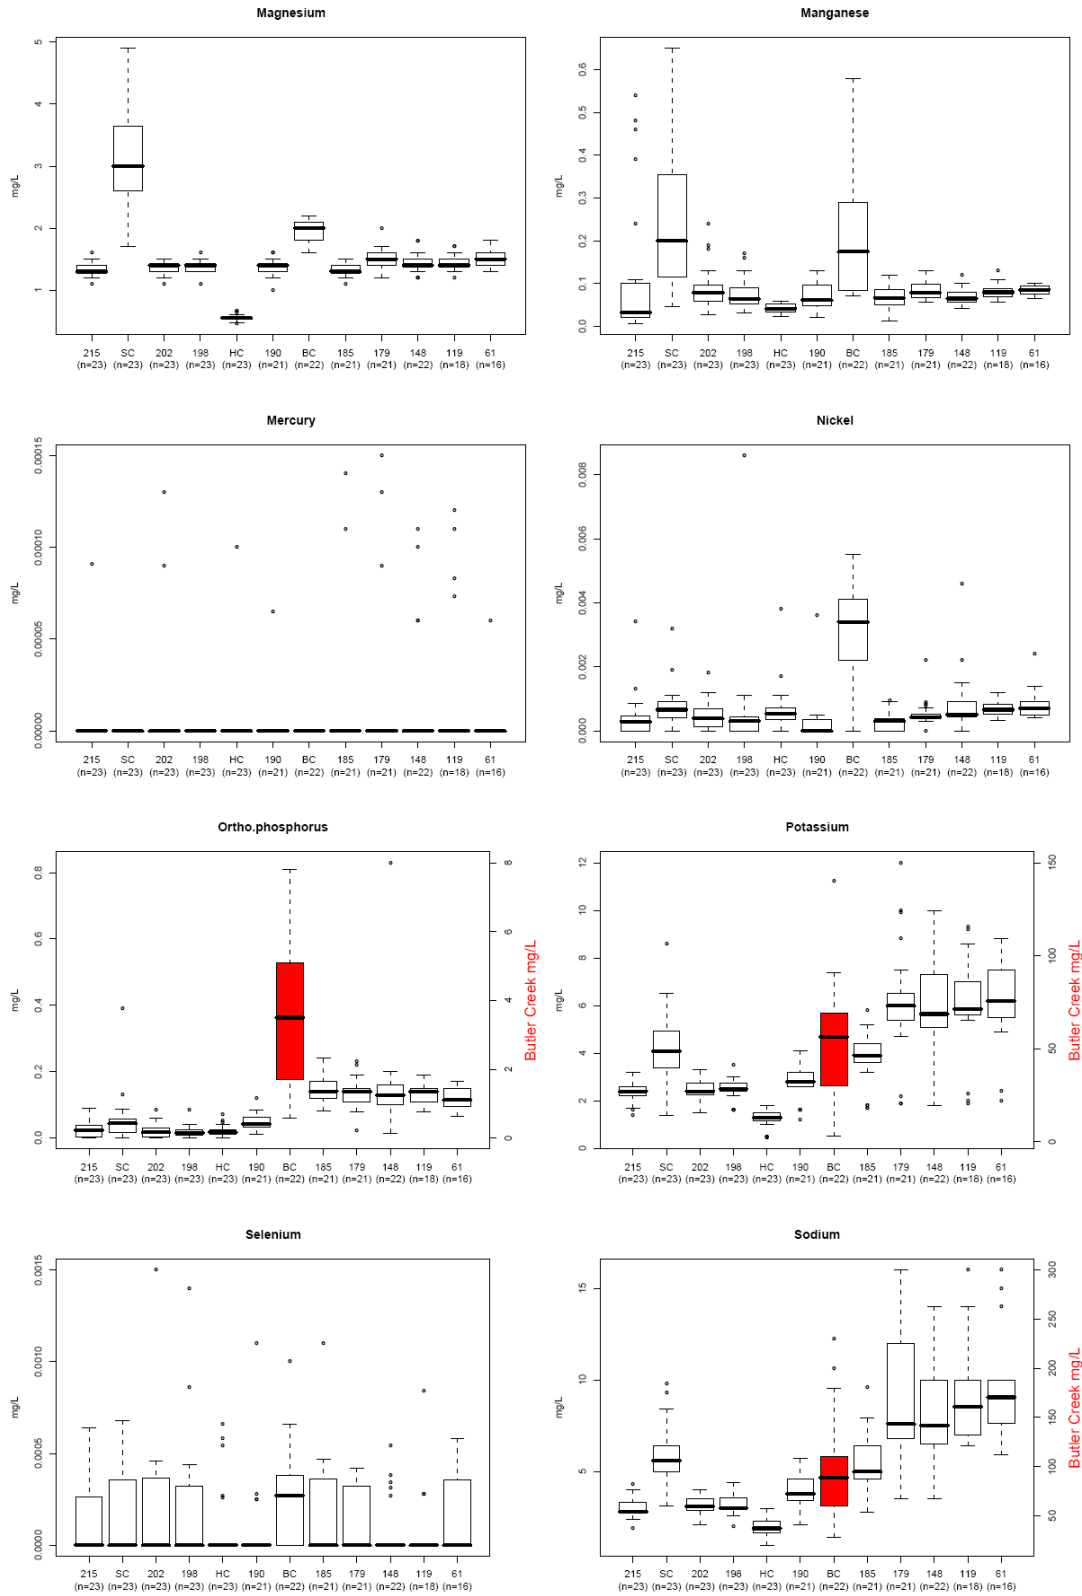 Magnesium
mg/L
5
4
3
2
1
215 SC 202 198 HC 190 BC 185 179 148 119 61
(n=23) (n=23) (n=23) (n=23) (n=23) (n=21) (n=22) (n=21) (n=21) (n=22) (n=18) (n=16)
Manganese
mg/L
0.6
0.5
0.4
0.3
0.2
0.1
0.0
215 SC 202 198 HC 190 BC 185 179 148 119 61
(n=23) (n=23) (n=23) (n=23) (n=23) (n=21) (n=22) (n=21) (n=21) (n=22) (n=18) (n=16)
Mercury
mg/L
0.00015
0.00010
0.00005
0.00000
215 SC 202 198 HC 190 BC 185 179 148 119 61
(n=23) (n=23) (n=23) (n=23) (n=23) (n=21) (n=22) (n=21) (n=21) (n=22) (n=18) (n=16)
Nickel
mg/L
0.008
0.006
0.004
0.002
0.000
215 SC 202 198 HC 190 BC 185 179 148 119 61
(n=23) (n=23) (n=23) (n=23) (n=23) (n=21) (n=22) (n=21) (n=21) (n=22) (n=18) (n=16)
Ortho.phosphorus
mg/L
0.8
0.6
0.4
0.2
0.0
8
6
4
2
0
Butler Creek mg/L
215 SC 202 198 HC 190 BC 185 179 148 119 61
(n=23) (n=23) (n=23) (n=23) (n=23) (n=21) (n=22) (n=21) (n=21) (n=22) (n=18) (n=16)
Potassium
mg/L
12
10
8
6
4
2
0
150
100
50
0
Butler Creek mg/L
215 SC 202 198 HC 190 BC 185 179 148 119 61
(n=23) (n=23) (n=23) (n=23) (n=23) (n=21) (n=22) (n=21) (n=21) (n=22) (n=18) (n=16)
Selenium
mg/L
0.0015
0.0010
0.0005
0.0000
215 SC 202 198 HC 190 BC 185 179 148 119 61
(n=23) (n=23) (n=23) (n=23) (n=23) (n=21) (n=22) (n=21) (n=21) (n=22) (n=18) (n=16)
Sodium
mg/L
15
10
5
300
250
200
150
100
50
Butler Creek mg/L
215 SC 202 198 HC 190 BC 185 179 148 119 61
(n=23) (n=23) (n=23) (n=23) (n=23) (n=21) (n=22) (n=21) (n=21) (n=22) (n=18) (n=16)